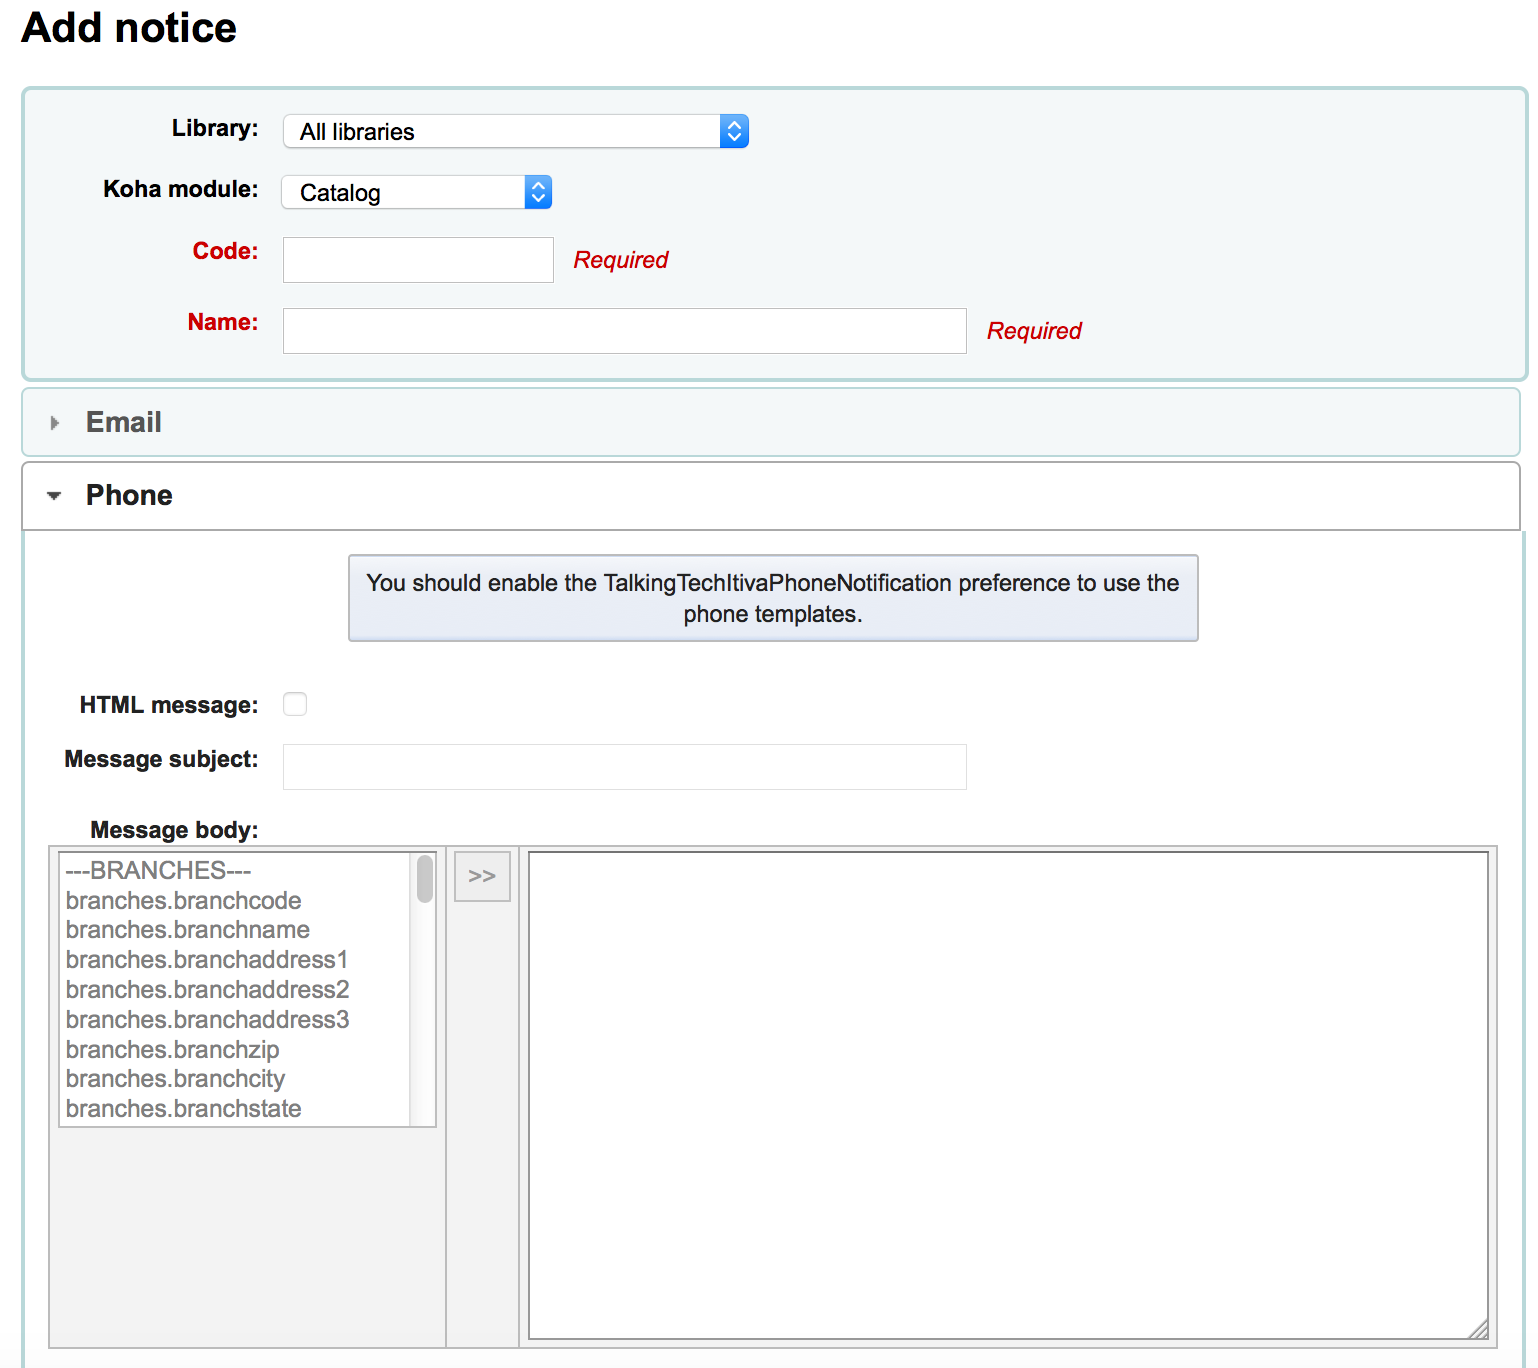 Add notice
Library: All libraries
Koha module: Catalog
Code: Required
Name: Required
Email
Phone
You should enable the TalkingTechItivaPhoneNotification preference to use the
phone templates.
HTML message:
Message subject:
Message body:
---BRANCHES---
>>
branches.branchcode
branches.branchname
branches.branchaddress1
branches.branchaddress2
branches.branchaddress3
branches.branchzip
branches.branchcity
branches.branchstate